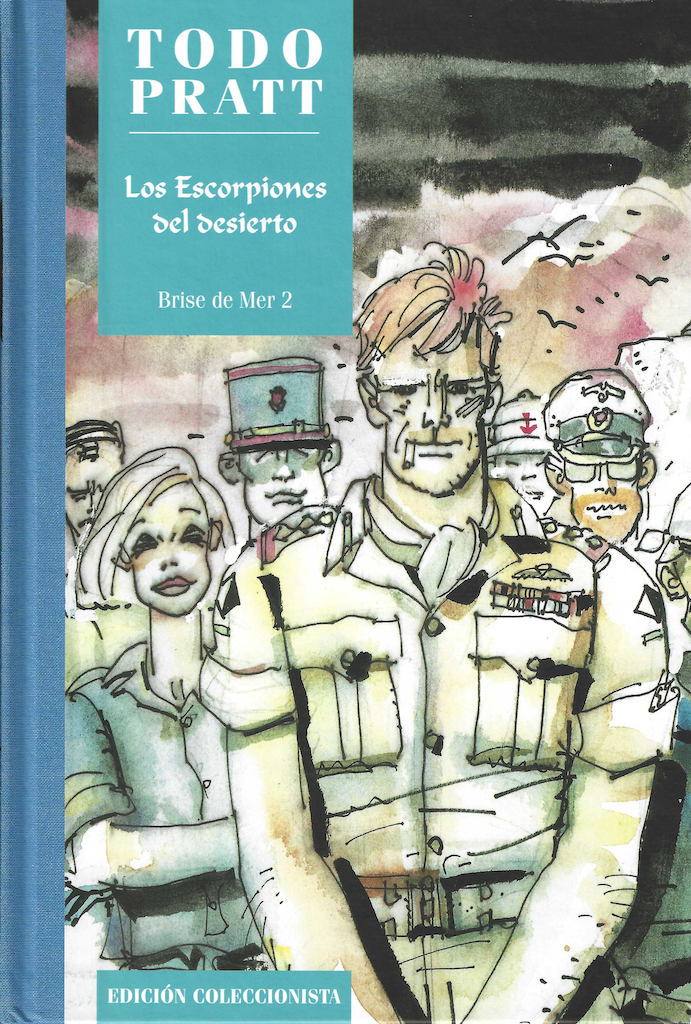 TODO
PRATT
Los Escorpiones
del desierto
Brise de Mer 2
EDICIÓN COLECCIONISTA